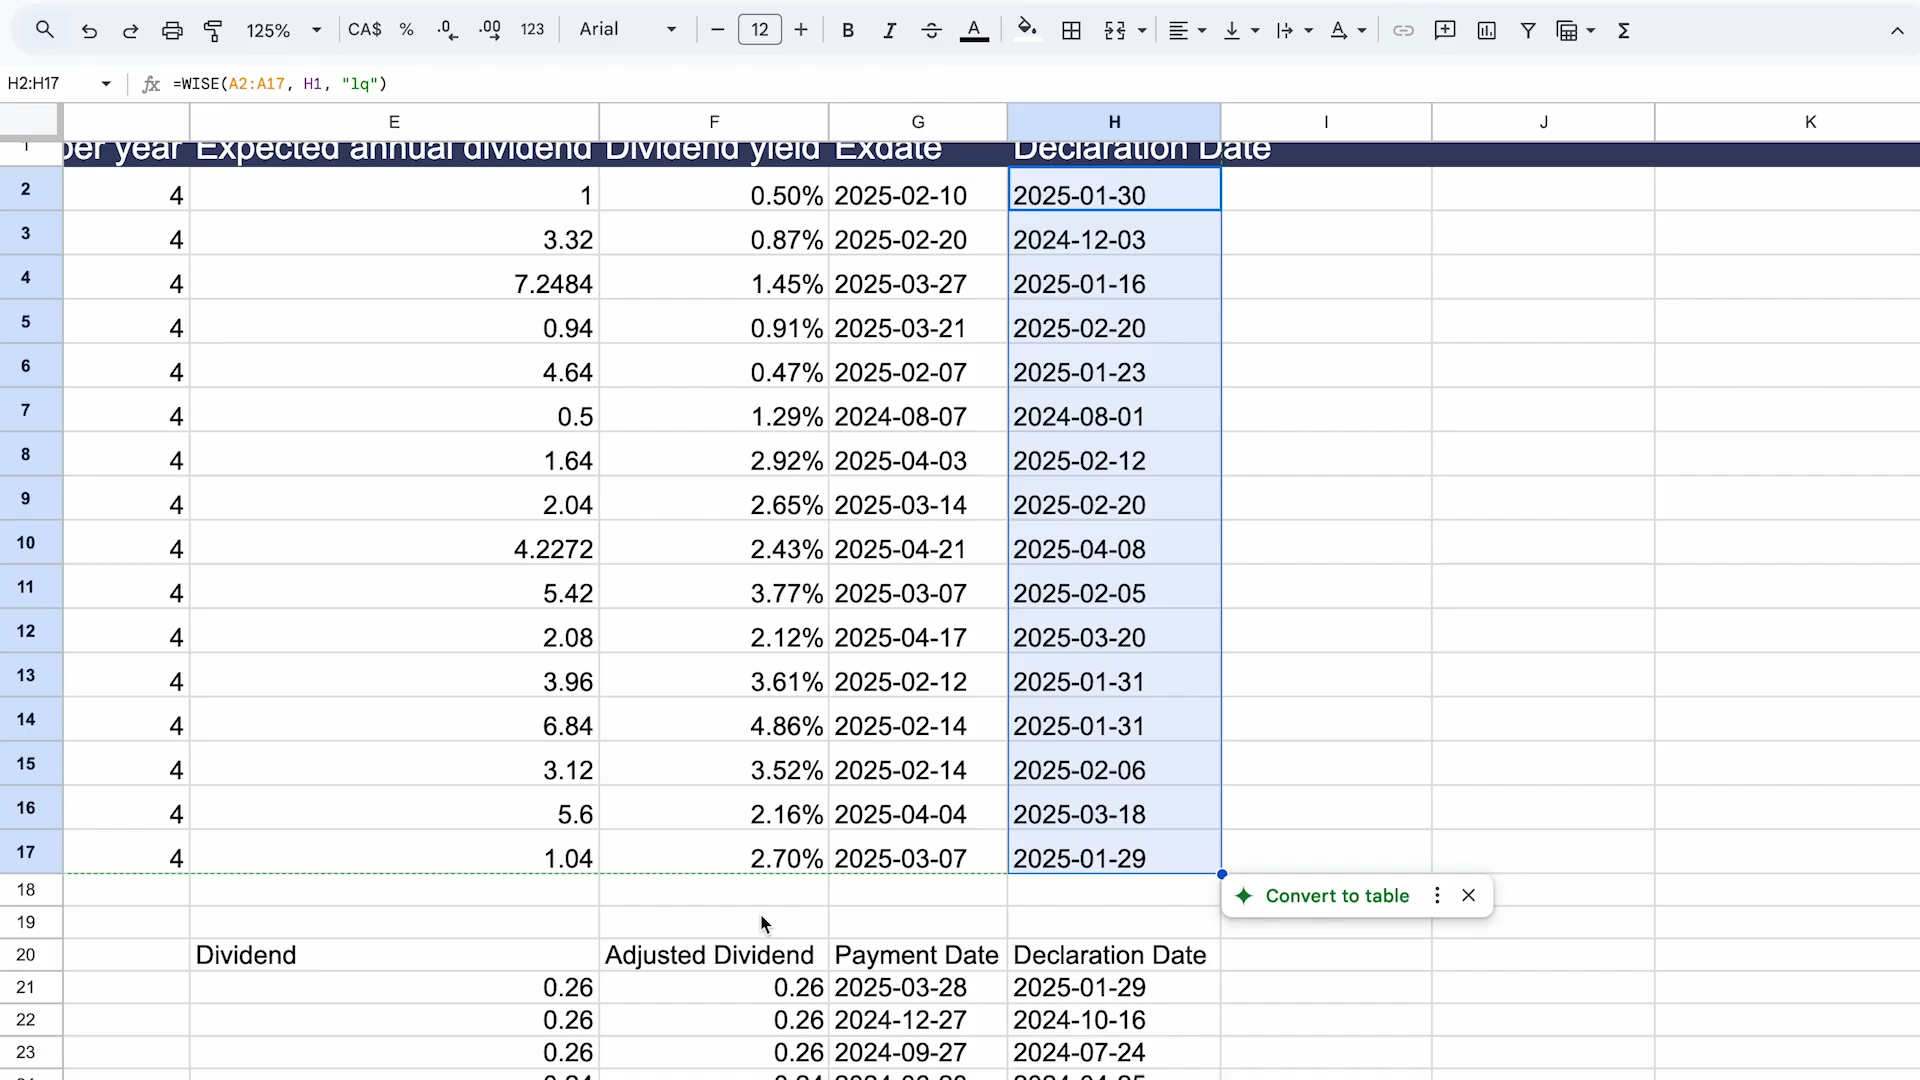 125% CA$ % .0 .00 123 Arial 12 B I A Σ
H2:H17 fx =WISE(A2:A17, H1, "lq")
E F G H I J K
1 per year Expected annual dividend Dividend yield Exdate Declaration Date
2 4 1 0.50% 2025-02-10 2025-01-30
3 4 3.32 0.87% 2025-02-20 2024-12-03
4 4 7.2484 1.45% 2025-03-27 2025-01-16
5 4 0.94 0.91% 2025-03-21 2025-02-20
6 4 4.64 0.47% 2025-02-07 2025-01-23
7 4 0.5 1.29% 2024-08-07 2024-08-01
8 4 1.64 2.92% 2025-04-03 2025-02-12
9 4 2.04 2.65% 2025-03-14 2025-02-20
10 4 4.2272 2.43% 2025-04-21 2025-04-08
11 4 5.42 3.77% 2025-03-07 2025-02-05
12 4 2.08 2.12% 2025-04-17 2025-03-20
13 4 3.96 3.61% 2025-02-12 2025-01-31
14 4 6.84 4.86% 2025-02-14 2025-01-31
15 4 3.12 3.52% 2025-02-14 2025-02-06
16 4 5.6 2.16% 2025-04-04 2025-03-18
17 4 1.04 2.70% 2025-03-07 2025-01-29
18 Convert to table
19
20 Dividend Adjusted Dividend Payment Date Declaration Date
21 0.26 0.26 2025-03-28 2025-01-29
22 0.26 0.26 2024-12-27 2024-10-16
23 0.26 0.26 2024-09-27 2024-07-24